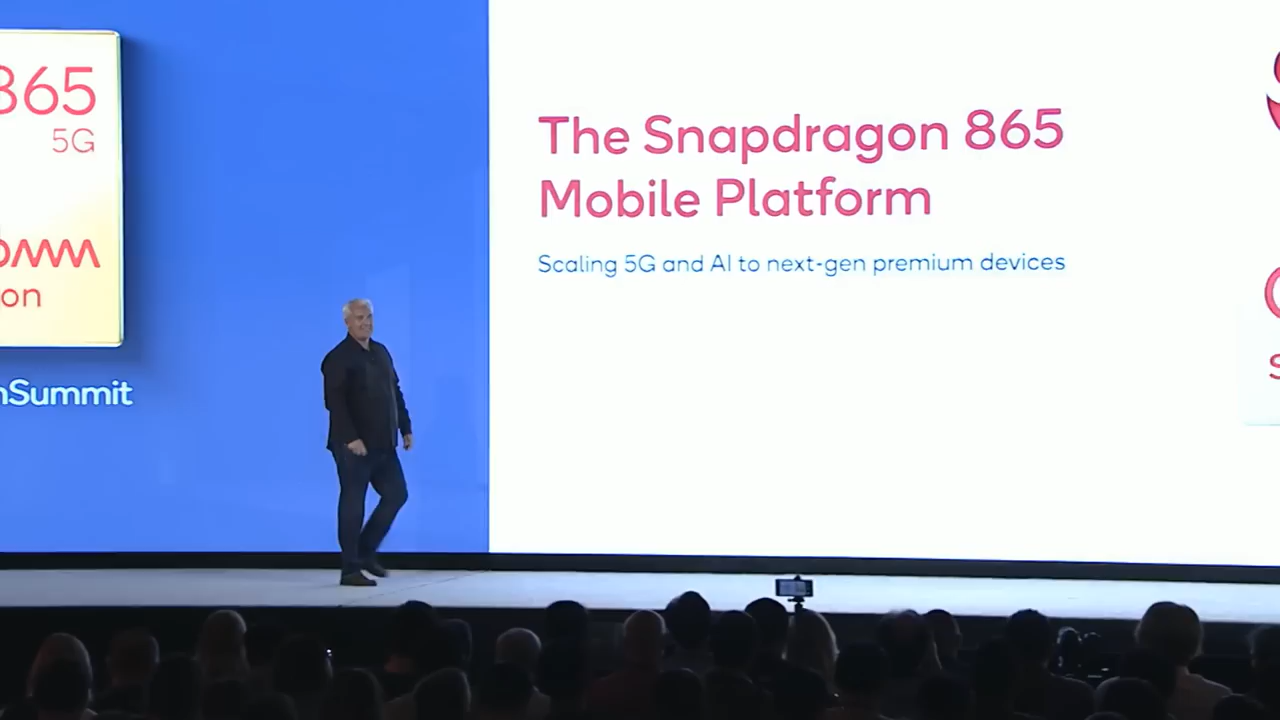 865
5G
on
nSummit
The Snapdragon 865
Mobile Platform
Scaling 5G and AI to next-gen premium devices